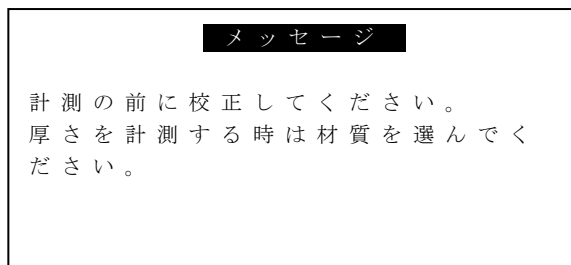 メッセージ
計測の前に校正してください。
厚さを計測する時は材質を選んでく
ださい。